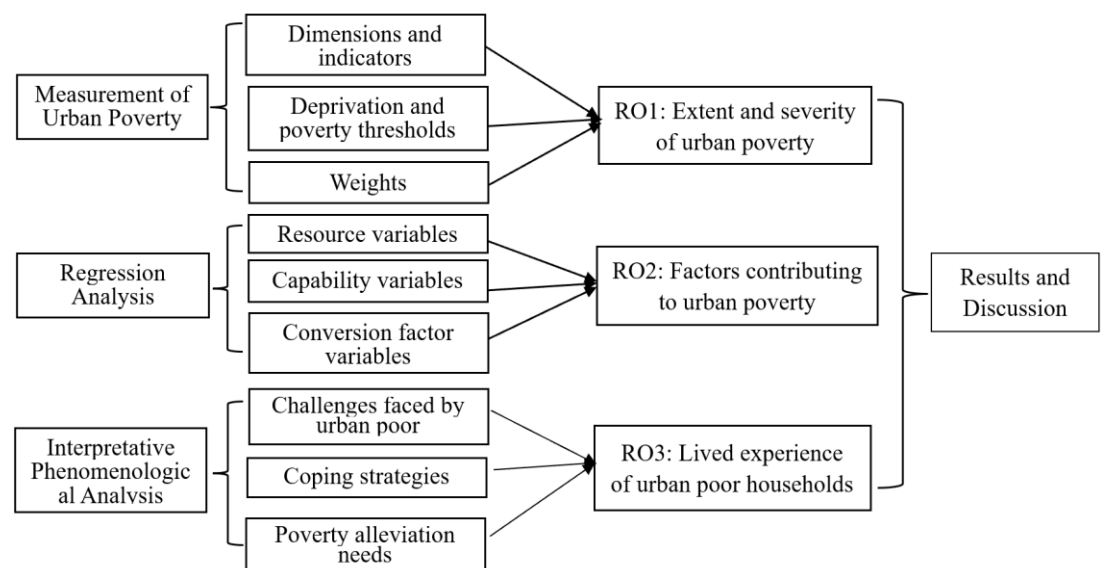 Measurement of
Urban Poverty
Dimensions and
indicators
Deprivation and
poverty thresholds
Weights
RO1: Extent and severity
of urban poverty
Regression
Analysis
Resource variables
Capability variables
Conversion factor
variables
RO2: Factors contributing
to urban poverty
Interpretative
Phenomenologic
al Analysis
Challenges faced by
urban poor
Coping strategies
Poverty alleviation
needs
RO3: Lived experience
of urban poor households
Results and
Discussion